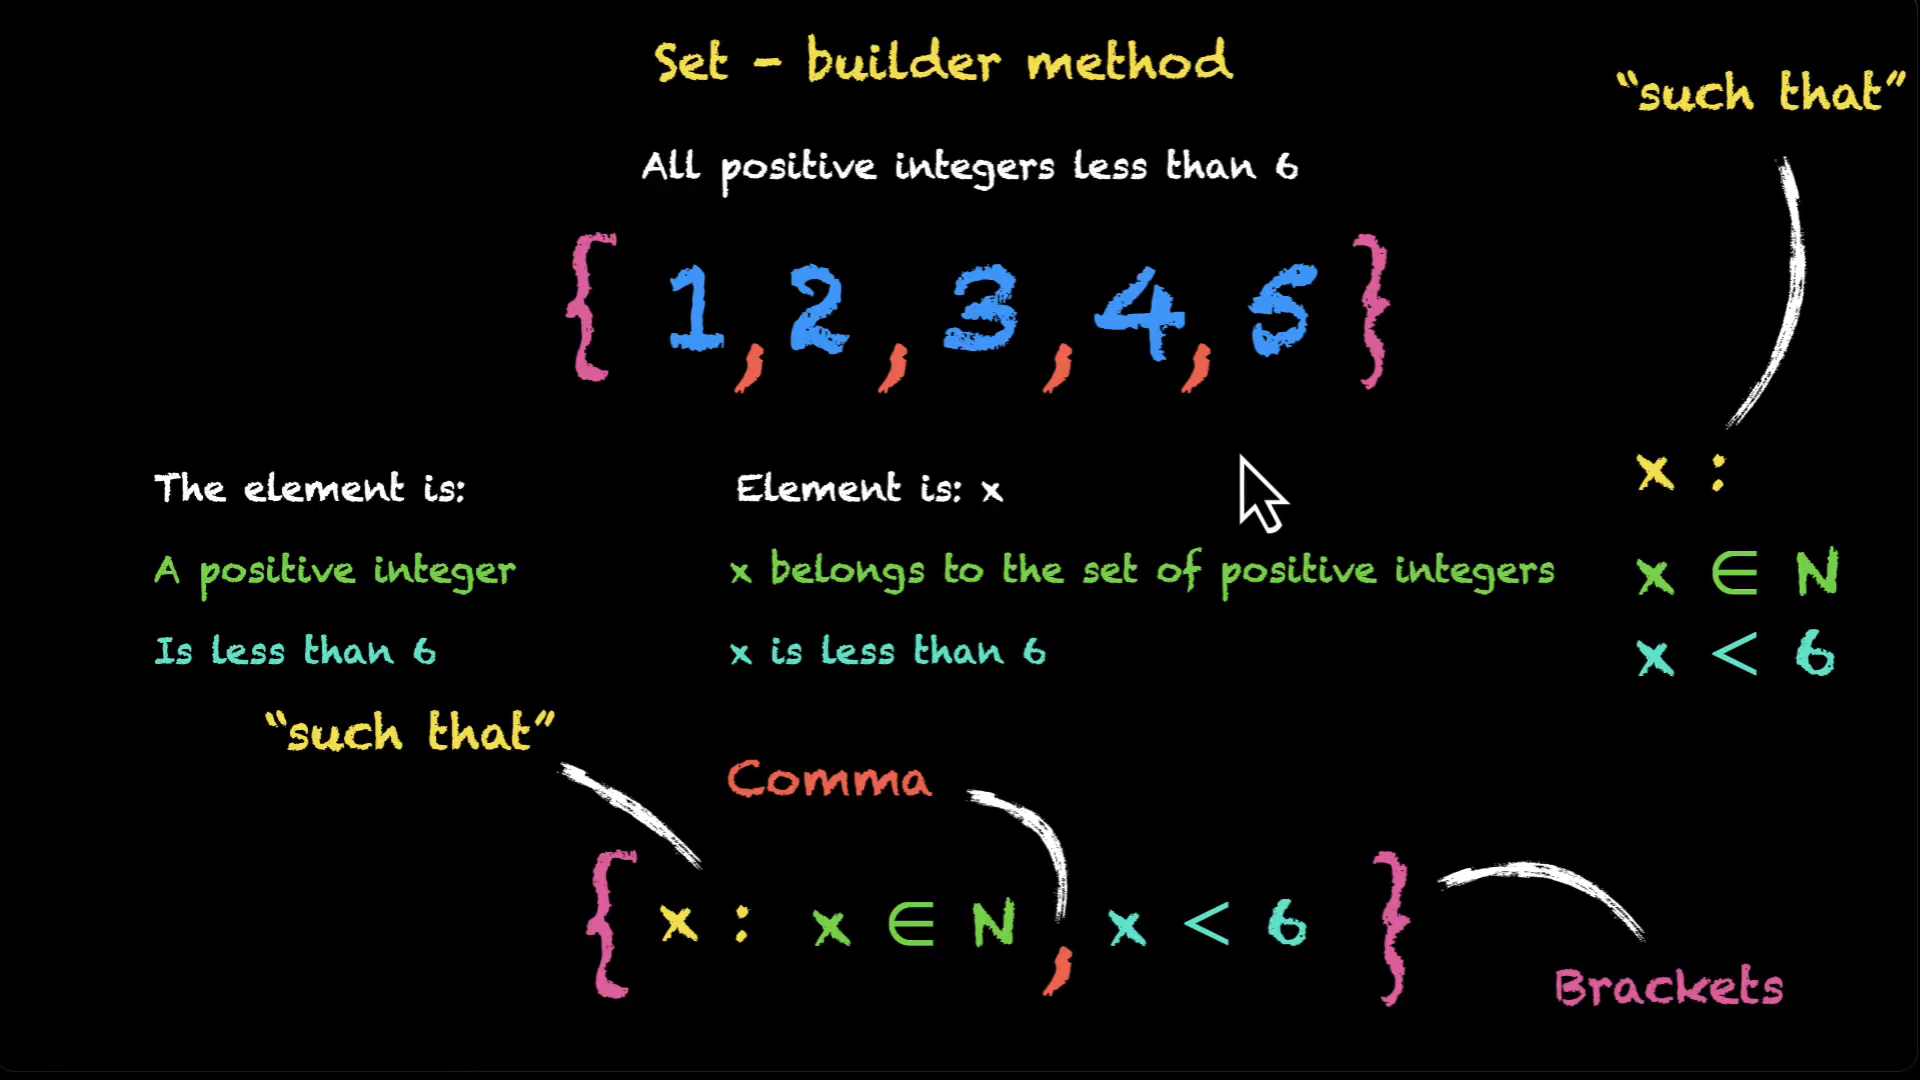 Set - builder method
"such that"
All positive integers less than 6
{ 1, 2, 3, 4, 5 }
x :
The element is:
Element is: x
A positive integer
x belongs to the set of positive integers
x ∈ N
Is less than 6
x is less than 6
x < 6
"such that"
Comma
{ x : x ∈ N, x < 6 }
Brackets